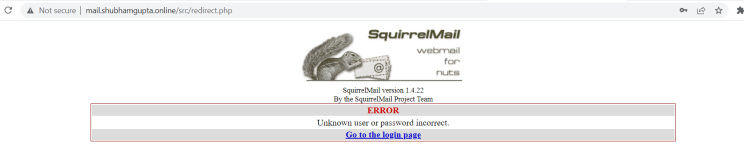 Not secure | mail.shubhamgupta.online/src/redirect.php
SquirrelMail
webmail
for
nuts
@
SquirrelMail version 1.4.22
By the SquirrelMail Project Team
ERROR
Unknown user or password incorrect.
Go to the login page